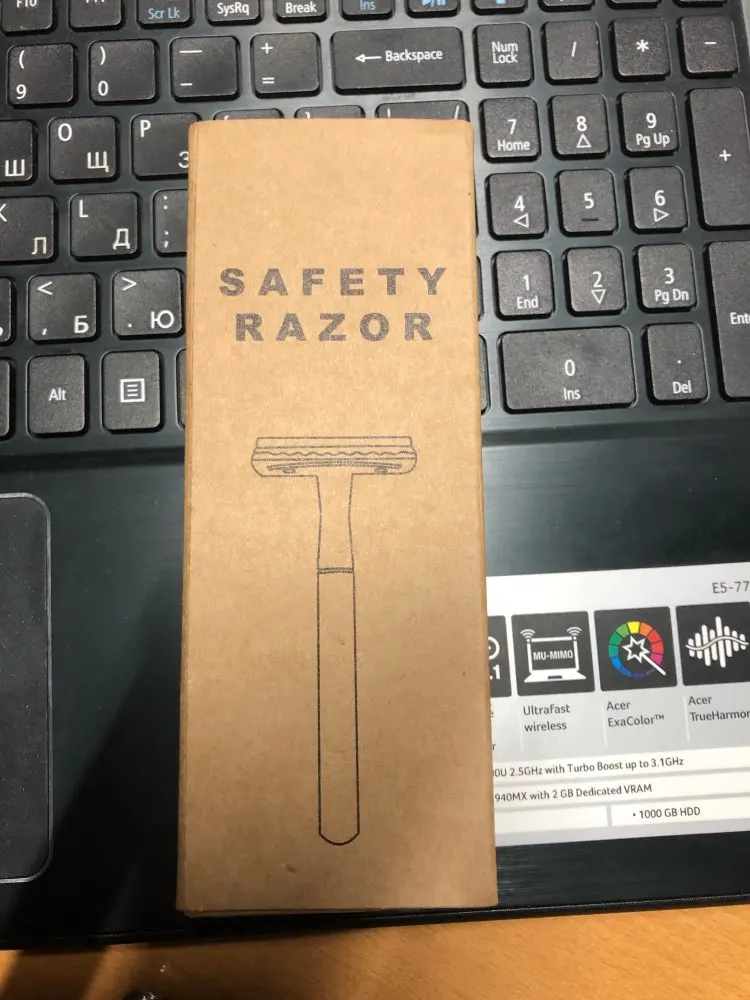 F10
Scr Lk
SysRq
Break
Ins
(
9
)
0
—
-
+
=
Backspace
Num
Lock
/
*
-
Ш
O
Щ
P
З
7
Home
8
9
Pg Up
+
K
Л
L
Д
:
;
4
5
6
<
,
Б
>
.
Ю
1
End
2
3
Pg Dn
Alt
0
Ins
.
Del
SAFETY
RAZOR
E5-77
.1
MU-MIMO
Ultrafast
wireless
Acer
ExaColor™
Acer
TrueHarmon
0U 2.5GHz with Turbo Boost up to 3.1GHz
940MX with 2 GB Dedicated VRAM
• 1000 GB HDD